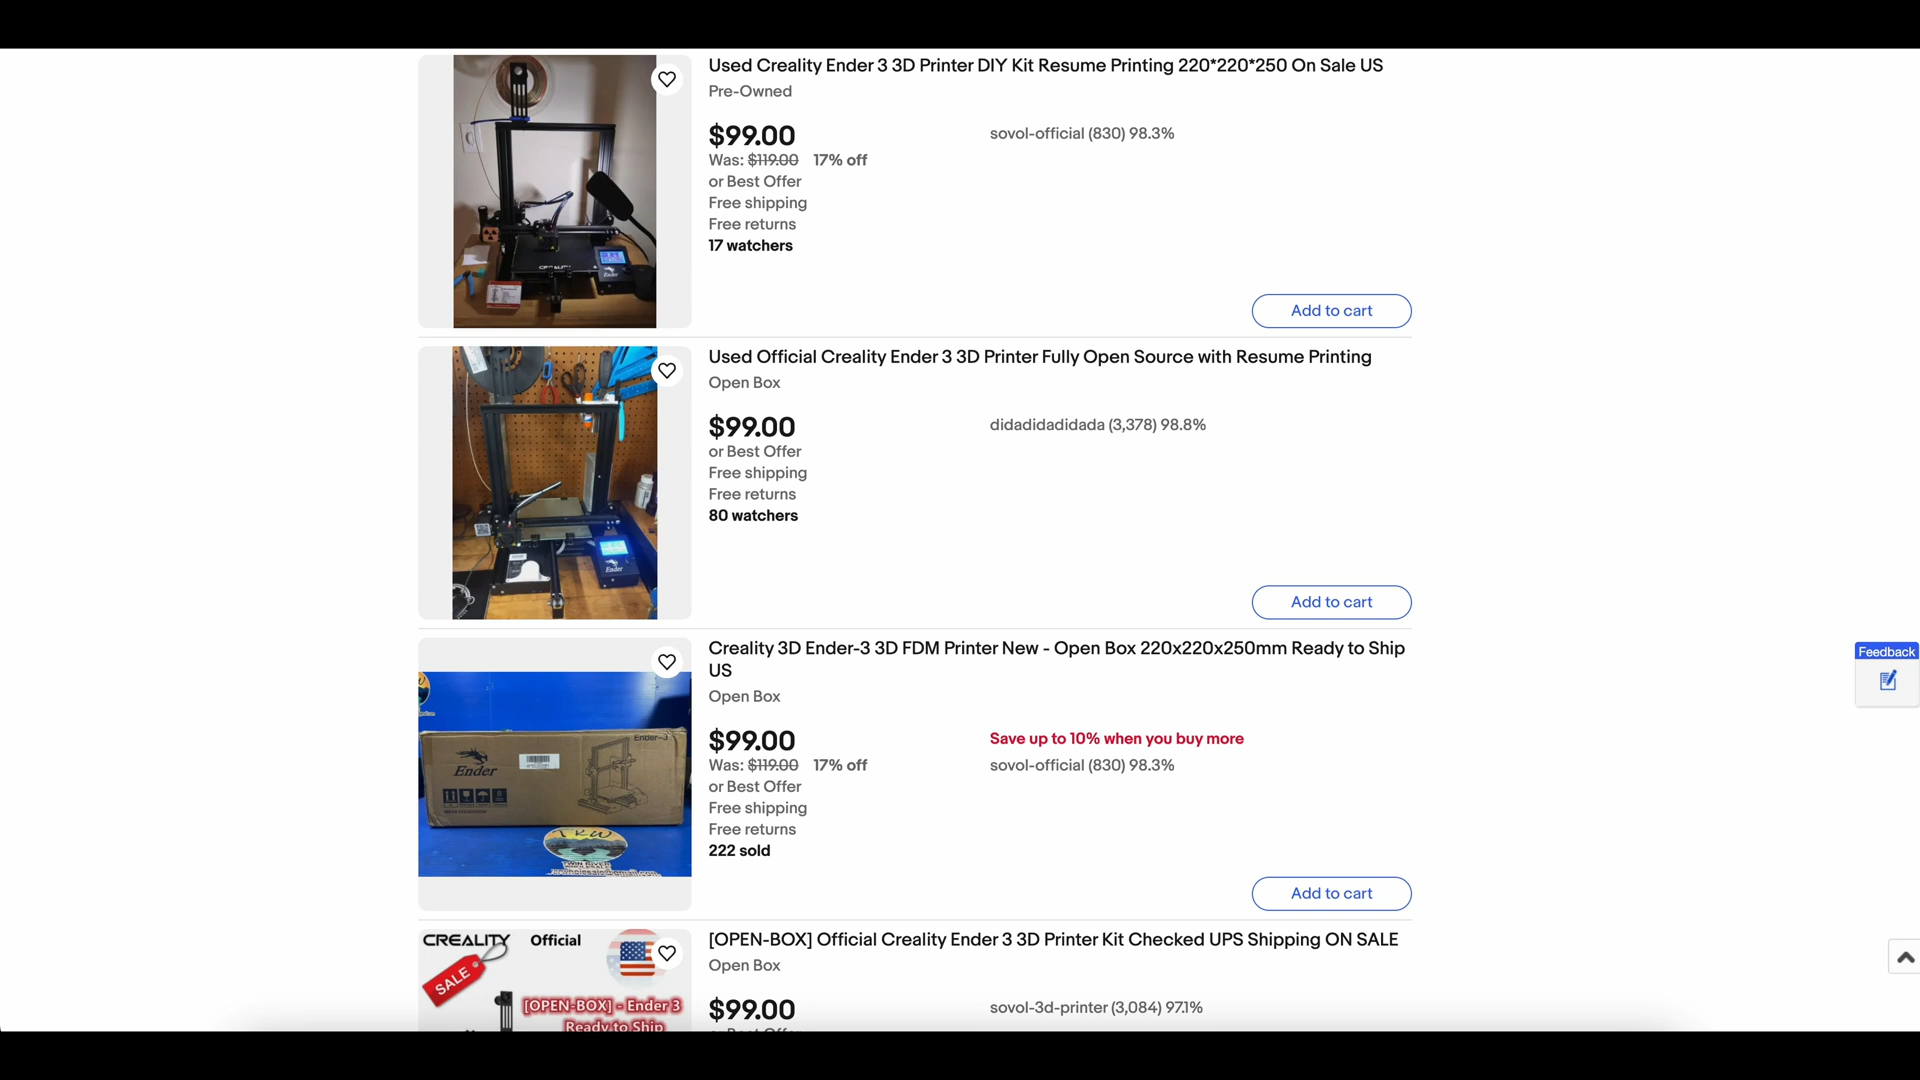 Used Creality Ender 3 3D Printer DIY Kit Resume Printing 220*220*250 On Sale US
Pre-Owned
$99.00
sovol-official (830) 98.3%
Was: $119.00 17% off
or Best Offer
Free shipping
Free returns
17 watchers
Add to cart
Used Official Creality Ender 3 3D Printer Fully Open Source with Resume Printing
Open Box
$99.00
didadidadidada (3,378) 98.8%
or Best Offer
Free shipping
Free returns
80 watchers
Ender
Add to cart
Creality 3D Ender-3 3D FDM Printer New - Open Box 220x220x250mm Ready to Ship
US
Open Box
$99.00
Save up to 10% when you buy more
Was: $119.00 17% off
sovol-official (830) 98.3%
or Best Offer
Free shipping
Free returns
222 sold
Ender-3
Ender
TRW
Add to cart
Feedback
[OPEN-BOX] Official Creality Ender 3 3D Printer Kit Checked UPS Shipping ON SALE
Open Box
$99.00
sovol-3d-printer (3,084) 97.1%
or Best Offer
CREALITY Official
SALE
[OPEN-BOX] - Ender 3
Ready to Ship